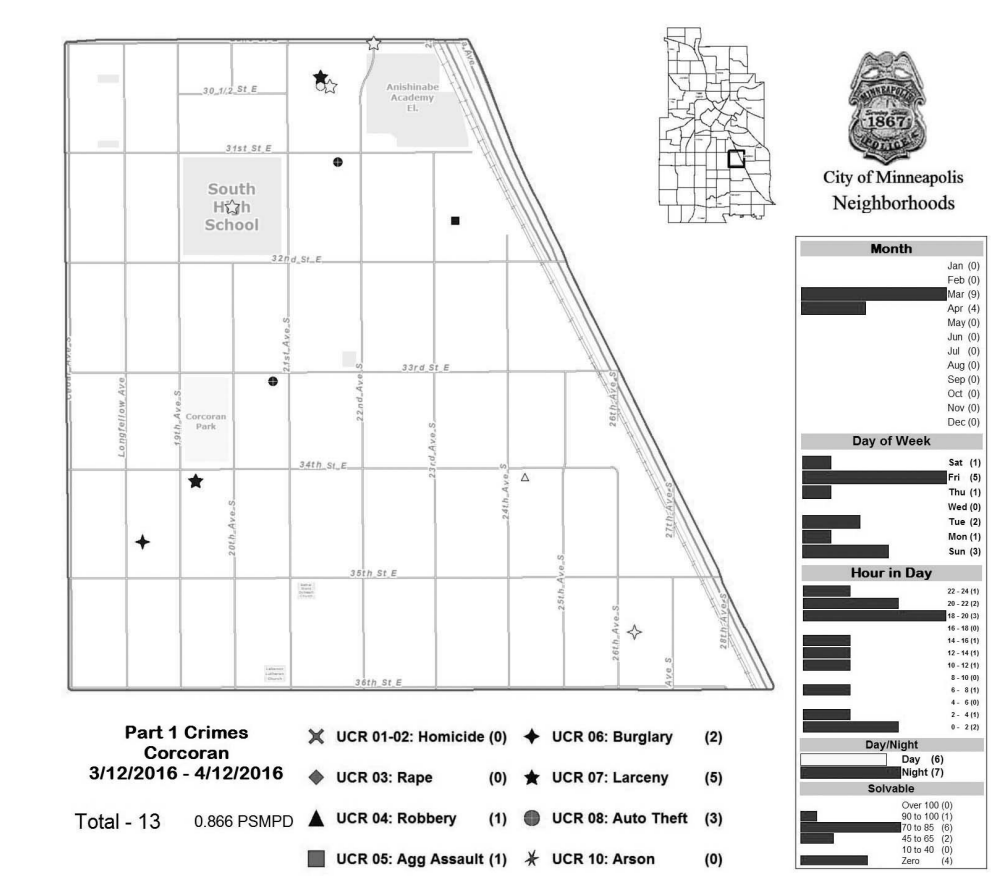 30 1/2 St E
Anishinabe
Academy
El.
31st St E
South
High
School
32nd St E
21st Ave S
33rd St E
Longfellow Ave
19th Ave S
Corcoran
Park
22nd Ave S
23rd Ave S
26th Ave S
34th St E
20th Ave S
24th Ave S
27th Ave S
35th St E
25th Ave S
26th Ave S
28th Ave S
Ave S
36th St E
MINNEAPOLIS
1867
POLICE
City of Minneapolis
Neighborhoods
Month
Jan (0)
Feb (0)
Mar (9)
Apr (4)
May (0)
Jun (0)
Jul (0)
Aug (0)
Sep (0)
Oct (0)
Nov (0)
Dec (0)
Day of Week
Sat (1)
Fri (5)
Thu (1)
Wed (0)
Tue (2)
Mon (1)
Sun (3)
Hour in Day
22 - 24 (1)
20 - 22 (2)
18 - 20 (3)
16 - 18 (0)
14 - 16 (1)
12 - 14 (1)
10 - 12 (1)
8 - 10 (0)
6 - 8 (1)
4 - 6 (0)
2 - 4 (1)
0 - 2 (2)
Day/Night
Day (6)
Night (7)
Solvable
Over 100 (0)
90 to 100 (1)
70 to 85 (6)
45 to 65 (2)
10 to 40 (0)
Zero (4)
Part 1 Crimes
Corcoran
3/12/2016 - 4/12/2016
Total - 13 0.866 PSMPD
UCR 01-02: Homicide (0)
UCR 03: Rape (0)
UCR 04: Robbery (1)
UCR 05: Agg Assault (1)
UCR 06: Burglary (2)
UCR 07: Larceny (5)
UCR 08: Auto Theft (3)
UCR 10: Arson (0)